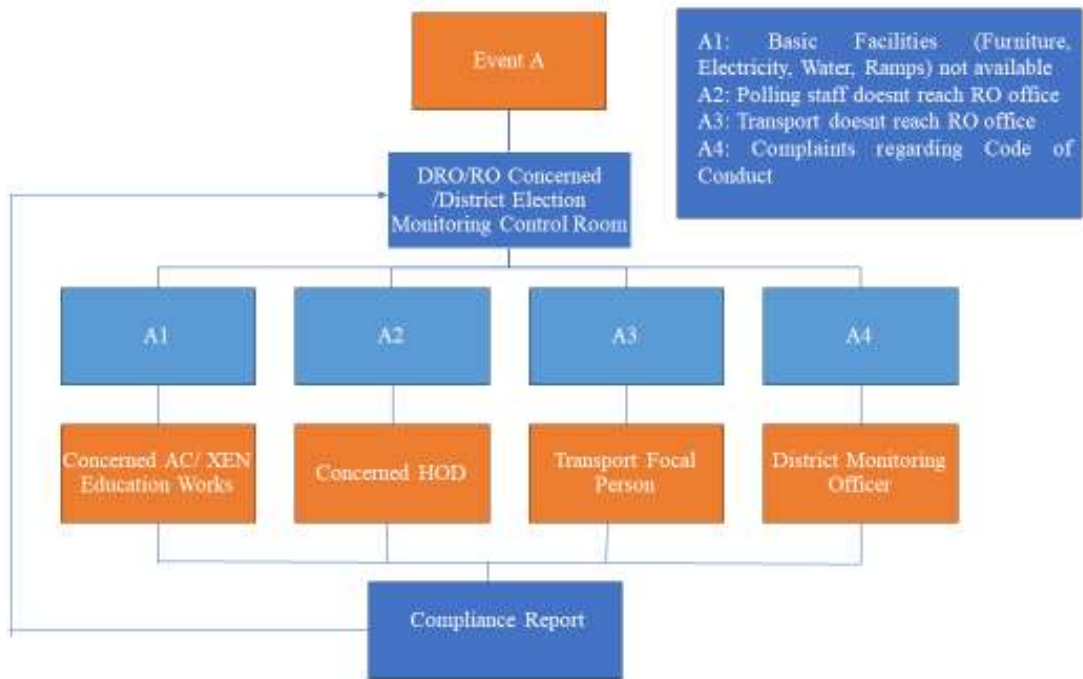 Event A
A1: Basic Facilities (Furniture,
Electricity, Water, Ramps) not available
A2: Polling staff doesnt reach RO office
A3: Transport doesnt reach RO office
A4: Complaints regarding Code of
Conduct
DRO/RO Concerned
/District Election
Monitoring Control Room
A1
A2
A3
A4
Concerned AC/ XEN
Education Works
Concerned HOD
Transport Focal
Person
District Monitoring
Officer
Compliance Report